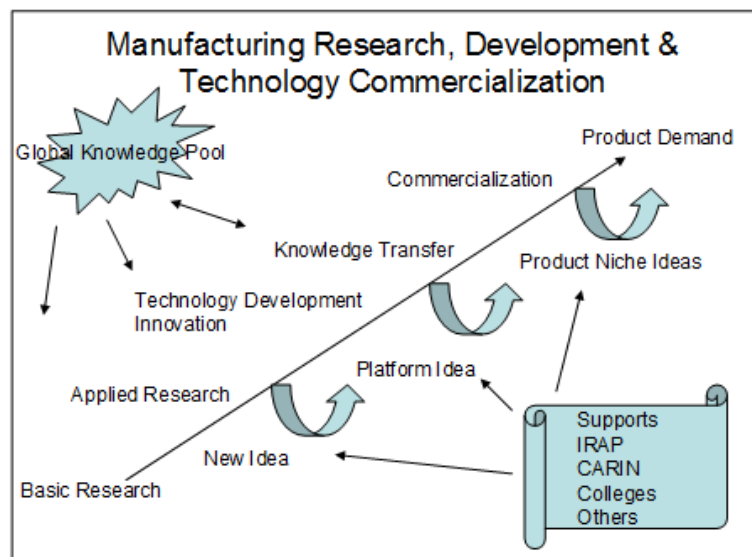 Manufacturing Research, Development &
Technology Commercialization
Global Knowledge Pool
Product Demand
Commercialization
Knowledge Transfer
Product Niche Ideas
Technology Development
Innovation
Platform Idea
Applied Research
New Idea
Basic Research
Supports
IRAP
CARIN
Colleges
Others